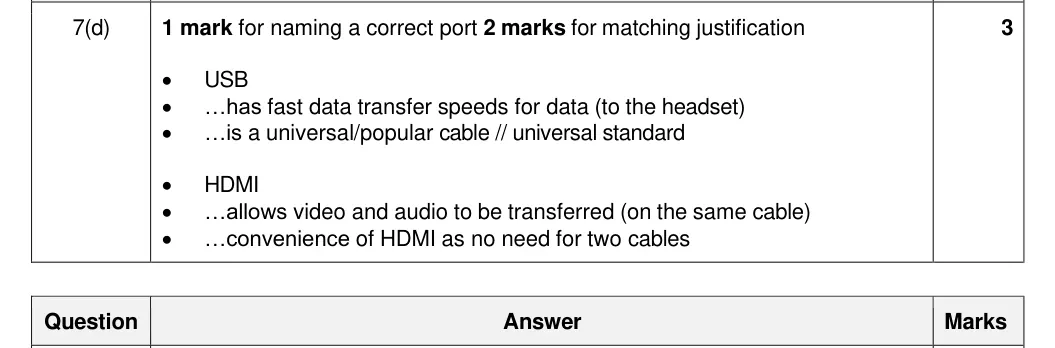 7(d) 1 mark for naming a correct port 2 marks for matching justification 3
• USB
• …has fast data transfer speeds for data (to the headset)
• …is a universal/popular cable // universal standard
• HDMI
• …allows video and audio to be transferred (on the same cable)
• …convenience of HDMI as no need for two cables
Question Answer Marks